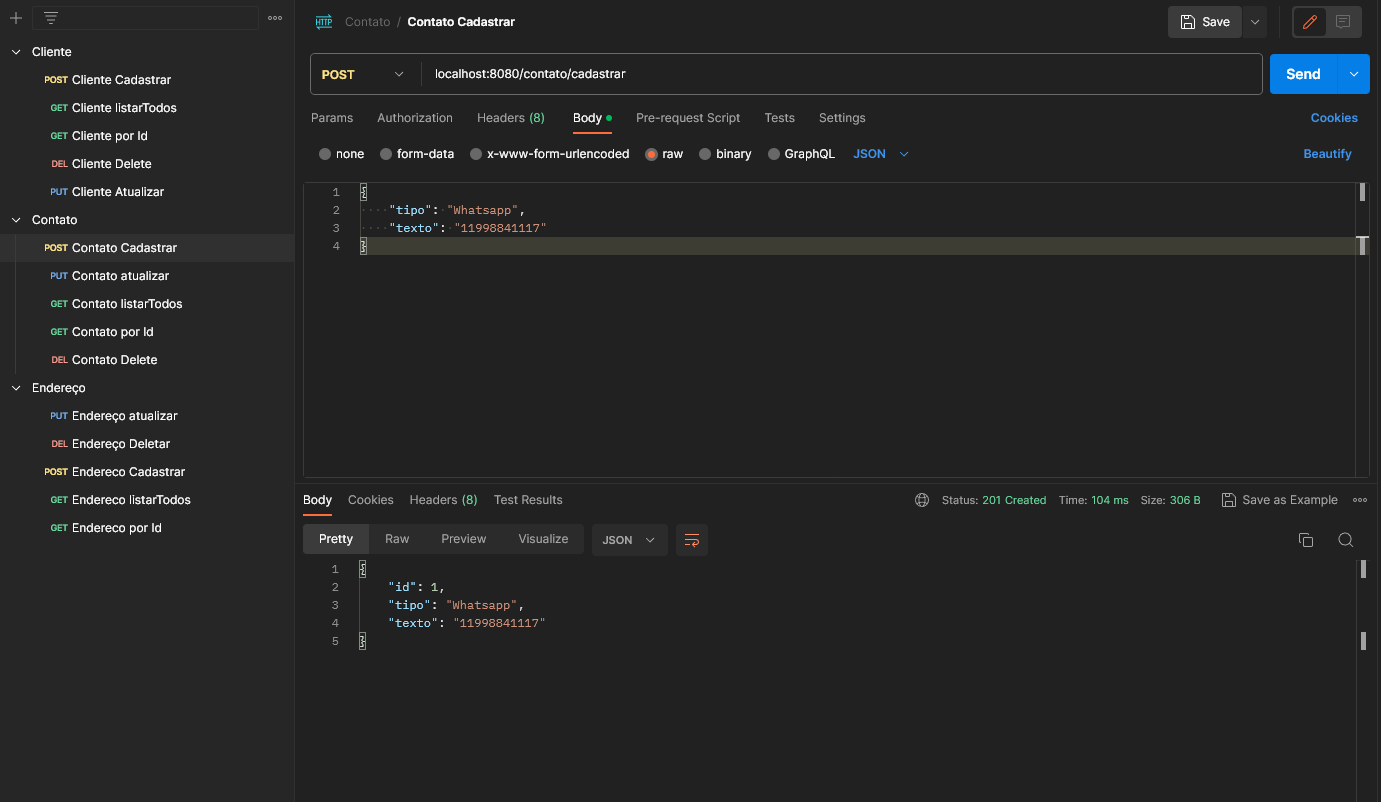 Cliente
POST Cliente Cadastrar
GET Cliente listarTodos
GET Cliente por Id
DEL Cliente Delete
PUT Cliente Atualizar
Contato
POST Contato Cadastrar
PUT Contato atualizar
GET Contato listarTodos
GET Contato por Id
DEL Contato Delete
Endereço
PUT Endereço atualizar
DEL Endereço Deletar
POST Endereco Cadastrar
GET Endereco listarTodos
GET Endereco por Id
HTTP Contato / Contato Cadastrar Save
POST localhost:8080/contato/cadastrar Send
Params Authorization Headers (8) Body Pre-request Script Tests Settings Cookies
none form-data x-www-form-urlencoded raw binary GraphQL JSON Beautify
1 {
2 "tipo": "Whatsapp",
3 "texto": "11998841117"
4 }
Body Cookies Headers (8) Test Results Status: 201 Created Time: 104 ms Size: 306 B Save as Example
Pretty Raw Preview Visualize JSON
1 {
2 "id": 1,
3 "tipo": "Whatsapp",
4 "texto": "11998841117"
5 }